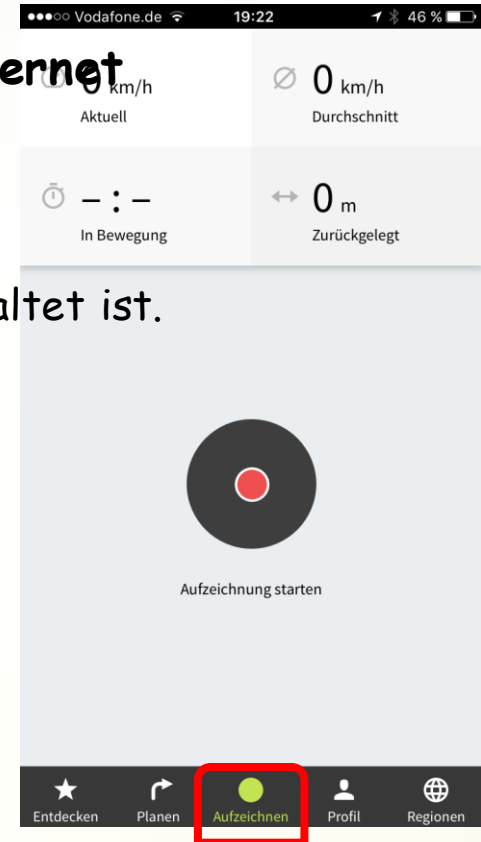 ●●●○○ Vodafone.de 19:22 46 %
ernet
0 km/h 0 km/h
Aktuell Durchschnitt
– : – 0 m
In Bewegung Zurückgelegt
altet ist.
Aufzeichnung starten
Entdecken Planen Aufzeichnen Profil Regionen